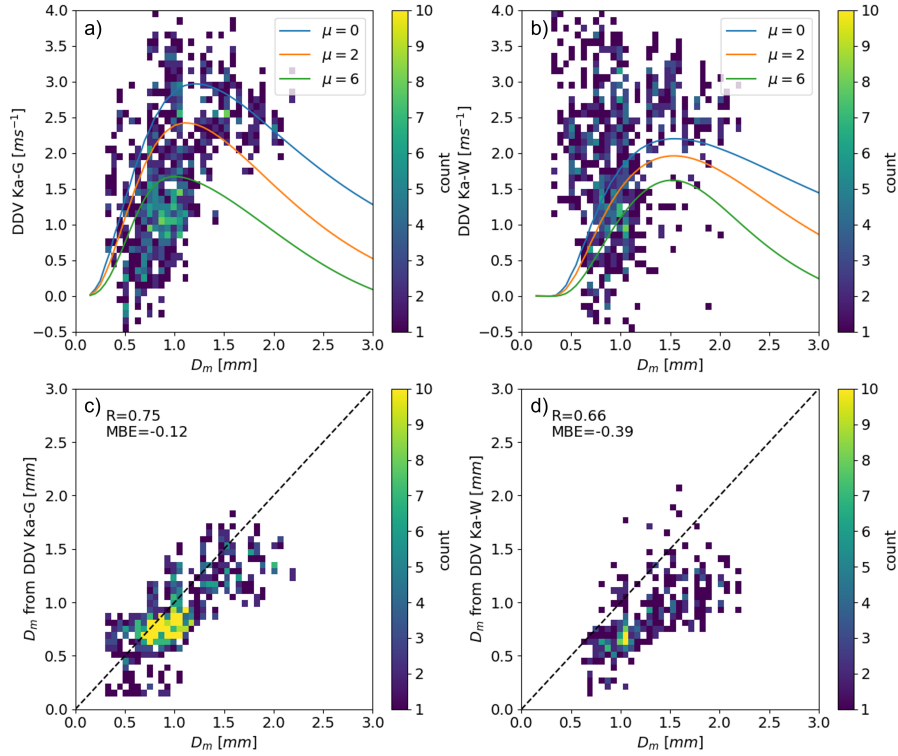 a)
μ = 0
μ = 2
μ = 6
4.0
3.5
3.0
2.5
2.0
1.5
1.0
0.5
0.0
−0.5
DDV Ka-G [ms⁻¹]
0.0 0.5 1.0 1.5 2.0 2.5 3.0
Dₘ [mm]
10
9
8
7
6
5
4
3
2
1
count
b)
μ = 0
μ = 2
μ = 6
4.0
3.5
3.0
2.5
2.0
1.5
1.0
0.5
0.0
−0.5
DDV Ka-W [ms⁻¹]
0.0 0.5 1.0 1.5 2.0 2.5 3.0
Dₘ [mm]
10
9
8
7
6
5
4
3
2
1
count
c)
R=0.75
MBE=-0.12
3.0
2.5
2.0
1.5
1.0
0.5
0.0
Dₘ from DDV Ka-G [mm]
0.0 0.5 1.0 1.5 2.0 2.5 3.0
Dₘ [mm]
10
9
8
7
6
5
4
3
2
1
count
d)
R=0.66
MBE=-0.39
3.0
2.5
2.0
1.5
1.0
0.5
0.0
Dₘ from DDV Ka-W [mm]
0.0 0.5 1.0 1.5 2.0 2.5 3.0
Dₘ [mm]
10
9
8
7
6
5
4
3
2
1
count